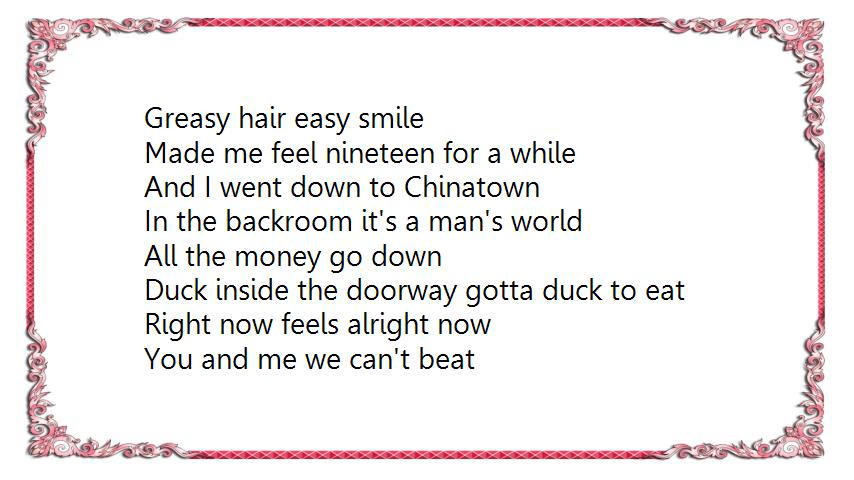 Greasy hair easy smile
Made me feel nineteen for a while
And I went down to Chinatown
In the backroom it's a man's world
All the money go down
Duck inside the doorway gotta duck to eat
Right now feels alright now
You and me we can't beat